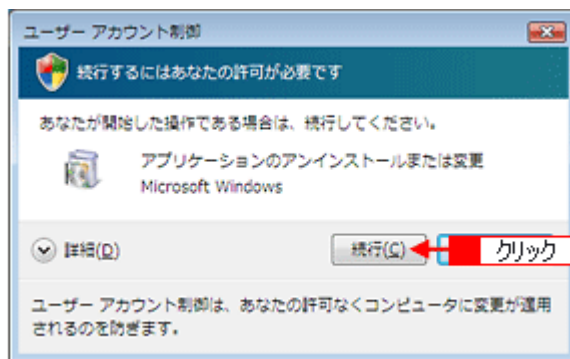 ユーザー アカウント制御
続行するにはあなたの許可が必要です
あなたが開始した操作である場合は、続行してください。
アプリケーションのアンインストールまたは変更
Microsoft Windows
詳細(D)
続行(C)
クリック
ユーザー アカウント制御は、あなたの許可なくコンピュータに変更が適用
されるのを防ぎます。